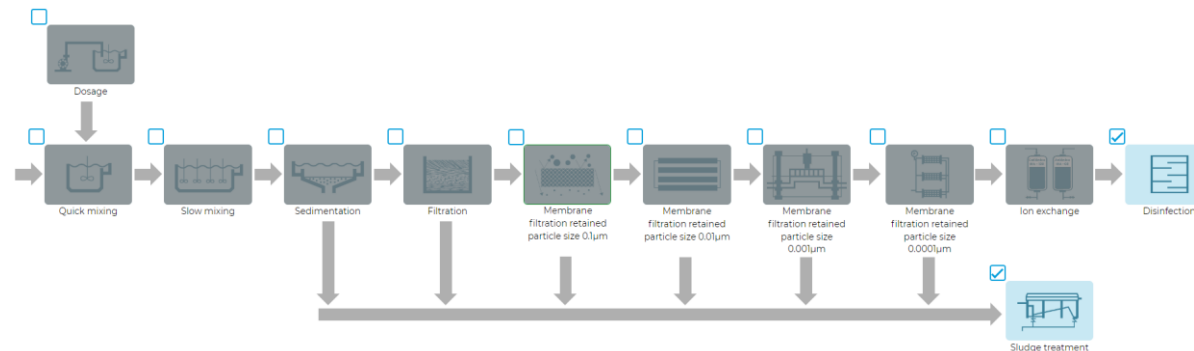 Dosage
Quick mixing
Slow mixing
Sedimentation
Filtration
Membrane
filtration retained
particle size 0.1μm
Membrane
filtration retained
particle size 0.01μm
Membrane
filtration retained
particle size
0.001μm
Membrane
filtration retained
particle size
0.0001μm
Ion exchange
Disinfection
Sludge treatment